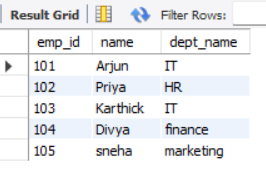 Result Grid Filter Rows:
emp_id name dept_name
101 Arjun IT
102 Priya HR
103 Karthick IT
104 Divya finance
105 sneha marketing